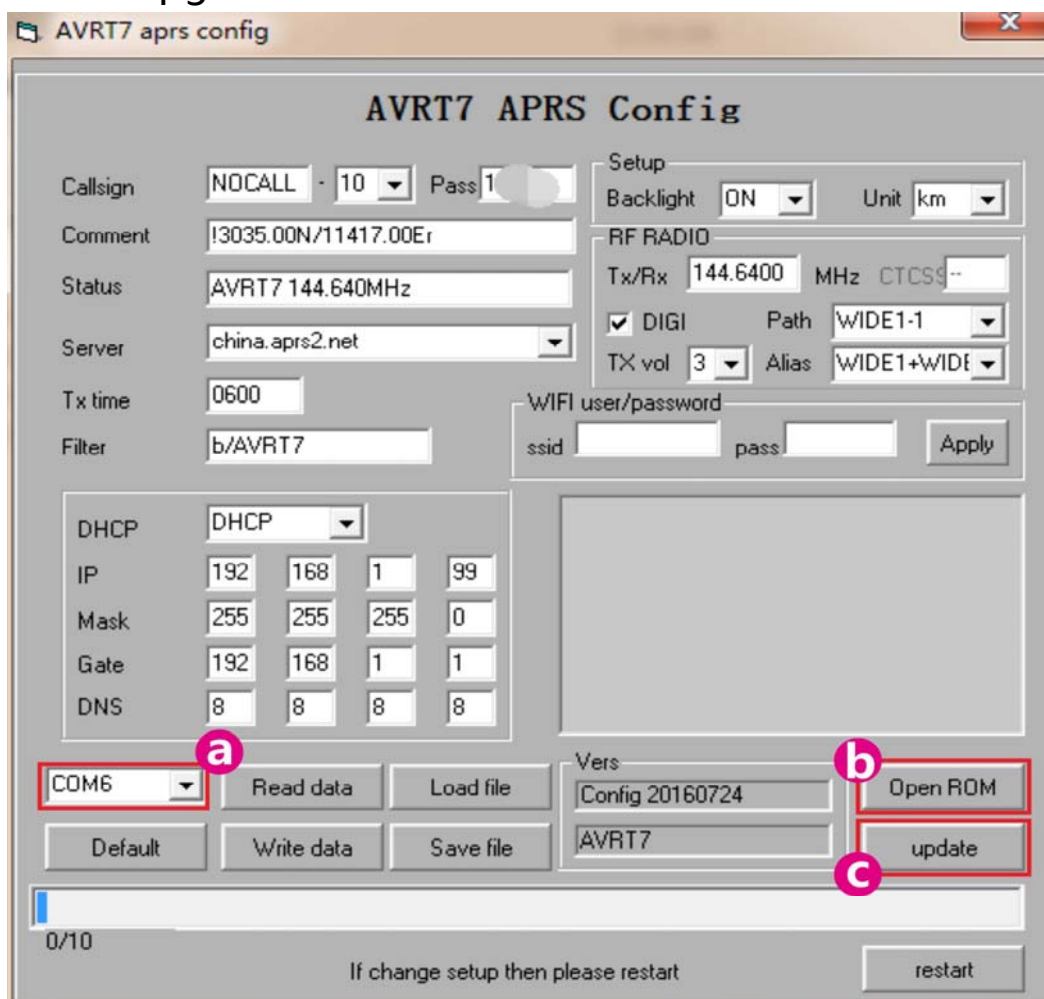 AVRT7 aprs config
AVRT7 APRS Config
Callsign NOCALL - 10 Pass 1
Comment !3035.00N/11417.00Er
Status AVRT7 144.640MHz
Server china.aprs2.net
Tx time 0600
Filter b/AVRT7
Setup
Backlight ON Unit km
RF RADIO
Tx/Rx 144.6400 MHz CTCSS --
DIGI Path WIDE1-1
TX vol 3 Alias WIDE1+WIDE
WIFI user/password
ssid pass Apply
DHCP DHCP
IP 192 168 1 99
Mask 255 255 255 0
Gate 192 168 1 1
DNS 8 8 8 8
a
COM6 Read data Load file
Default Write data Save file
Vers
Config 20160724
AVRT7
b
Open ROM
update
c
0/10
If change setup then please restart restart